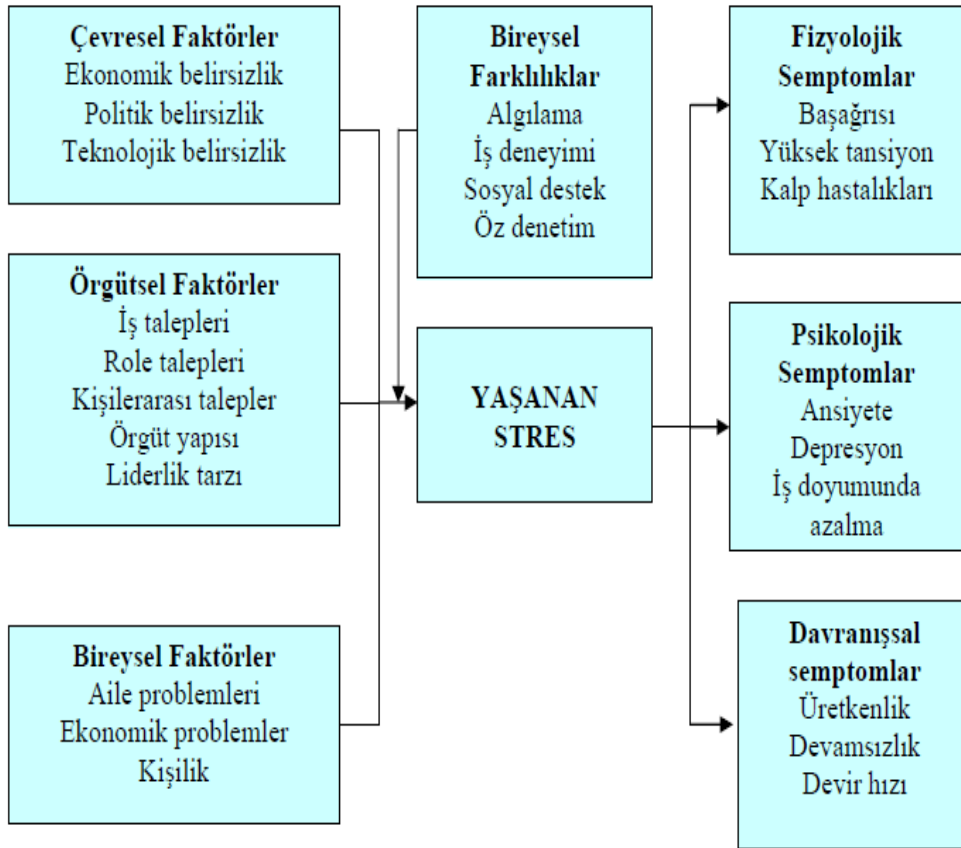 Çevresel Faktörler
Ekonomik belirsizlik
Politik belirsizlik
Teknolojik belirsizlik
Örgütsel Faktörler
İş talepleri
Role talepleri
Kişilerarası talepler
Örgüt yapısı
Liderlik tarzı
Bireysel Faktörler
Aile problemleri
Ekonomik problemler
Kişilik
Bireysel
Farklılıklar
Algılama
İş deneyimi
Sosyal destek
Öz denetim
YAŞANAN
STRES
Fizyolojik
Semptomlar
Başağrısı
Yüksek tansiyon
Kalp hastalıkları
Psikolojik
Semptomlar
Ansiyete
Depresyon
İş doyumunda
azalma
Davranışsal
semptomlar
Üretkenlik
Devamsızlık
Devir hızı